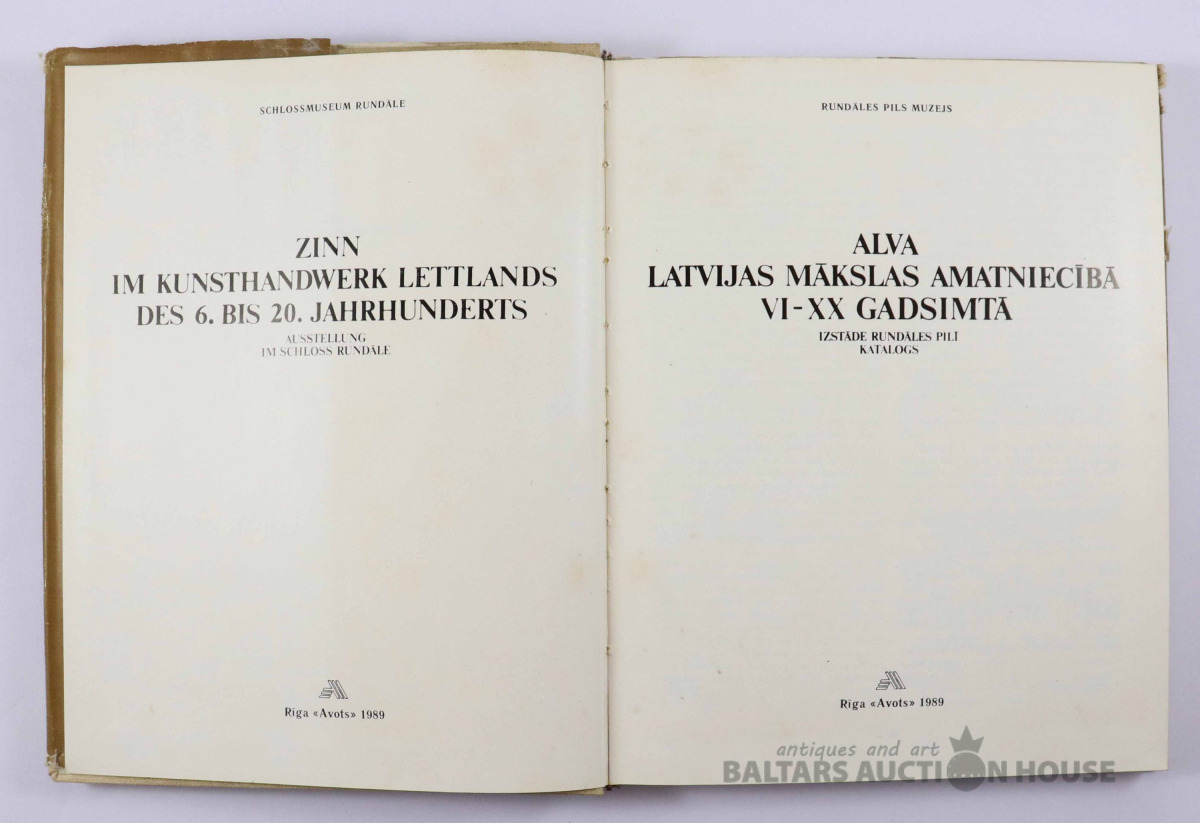 SCHLOSSMUSEUM RUNDĀLE
ZINN
IM KUNSTHANDWERK LETTLANDS
DES 6. BIS 20. JAHRHUNDERTS
AUSSTELLUNG
IM SCHLOSS RUNDĀLE
Rīga «Avots» 1989
RUNDĀLES PILS MUZEJS
ALVA
LATVIJAS MĀKSLAS AMATNIECĪBĀ
VI-XX GADSIMTĀ
IZSTĀDE RUNDĀLES PILĪ
KATALOGS
Rīga «Avots» 1989
antiques and art
BALTARS AUCTION HOUSE